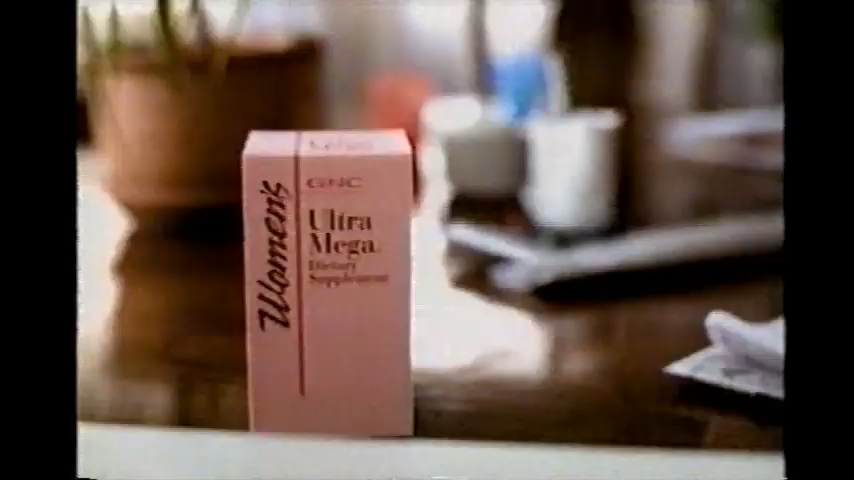 GNC
Women's
Ultra
Mega
Dietary
Supplement